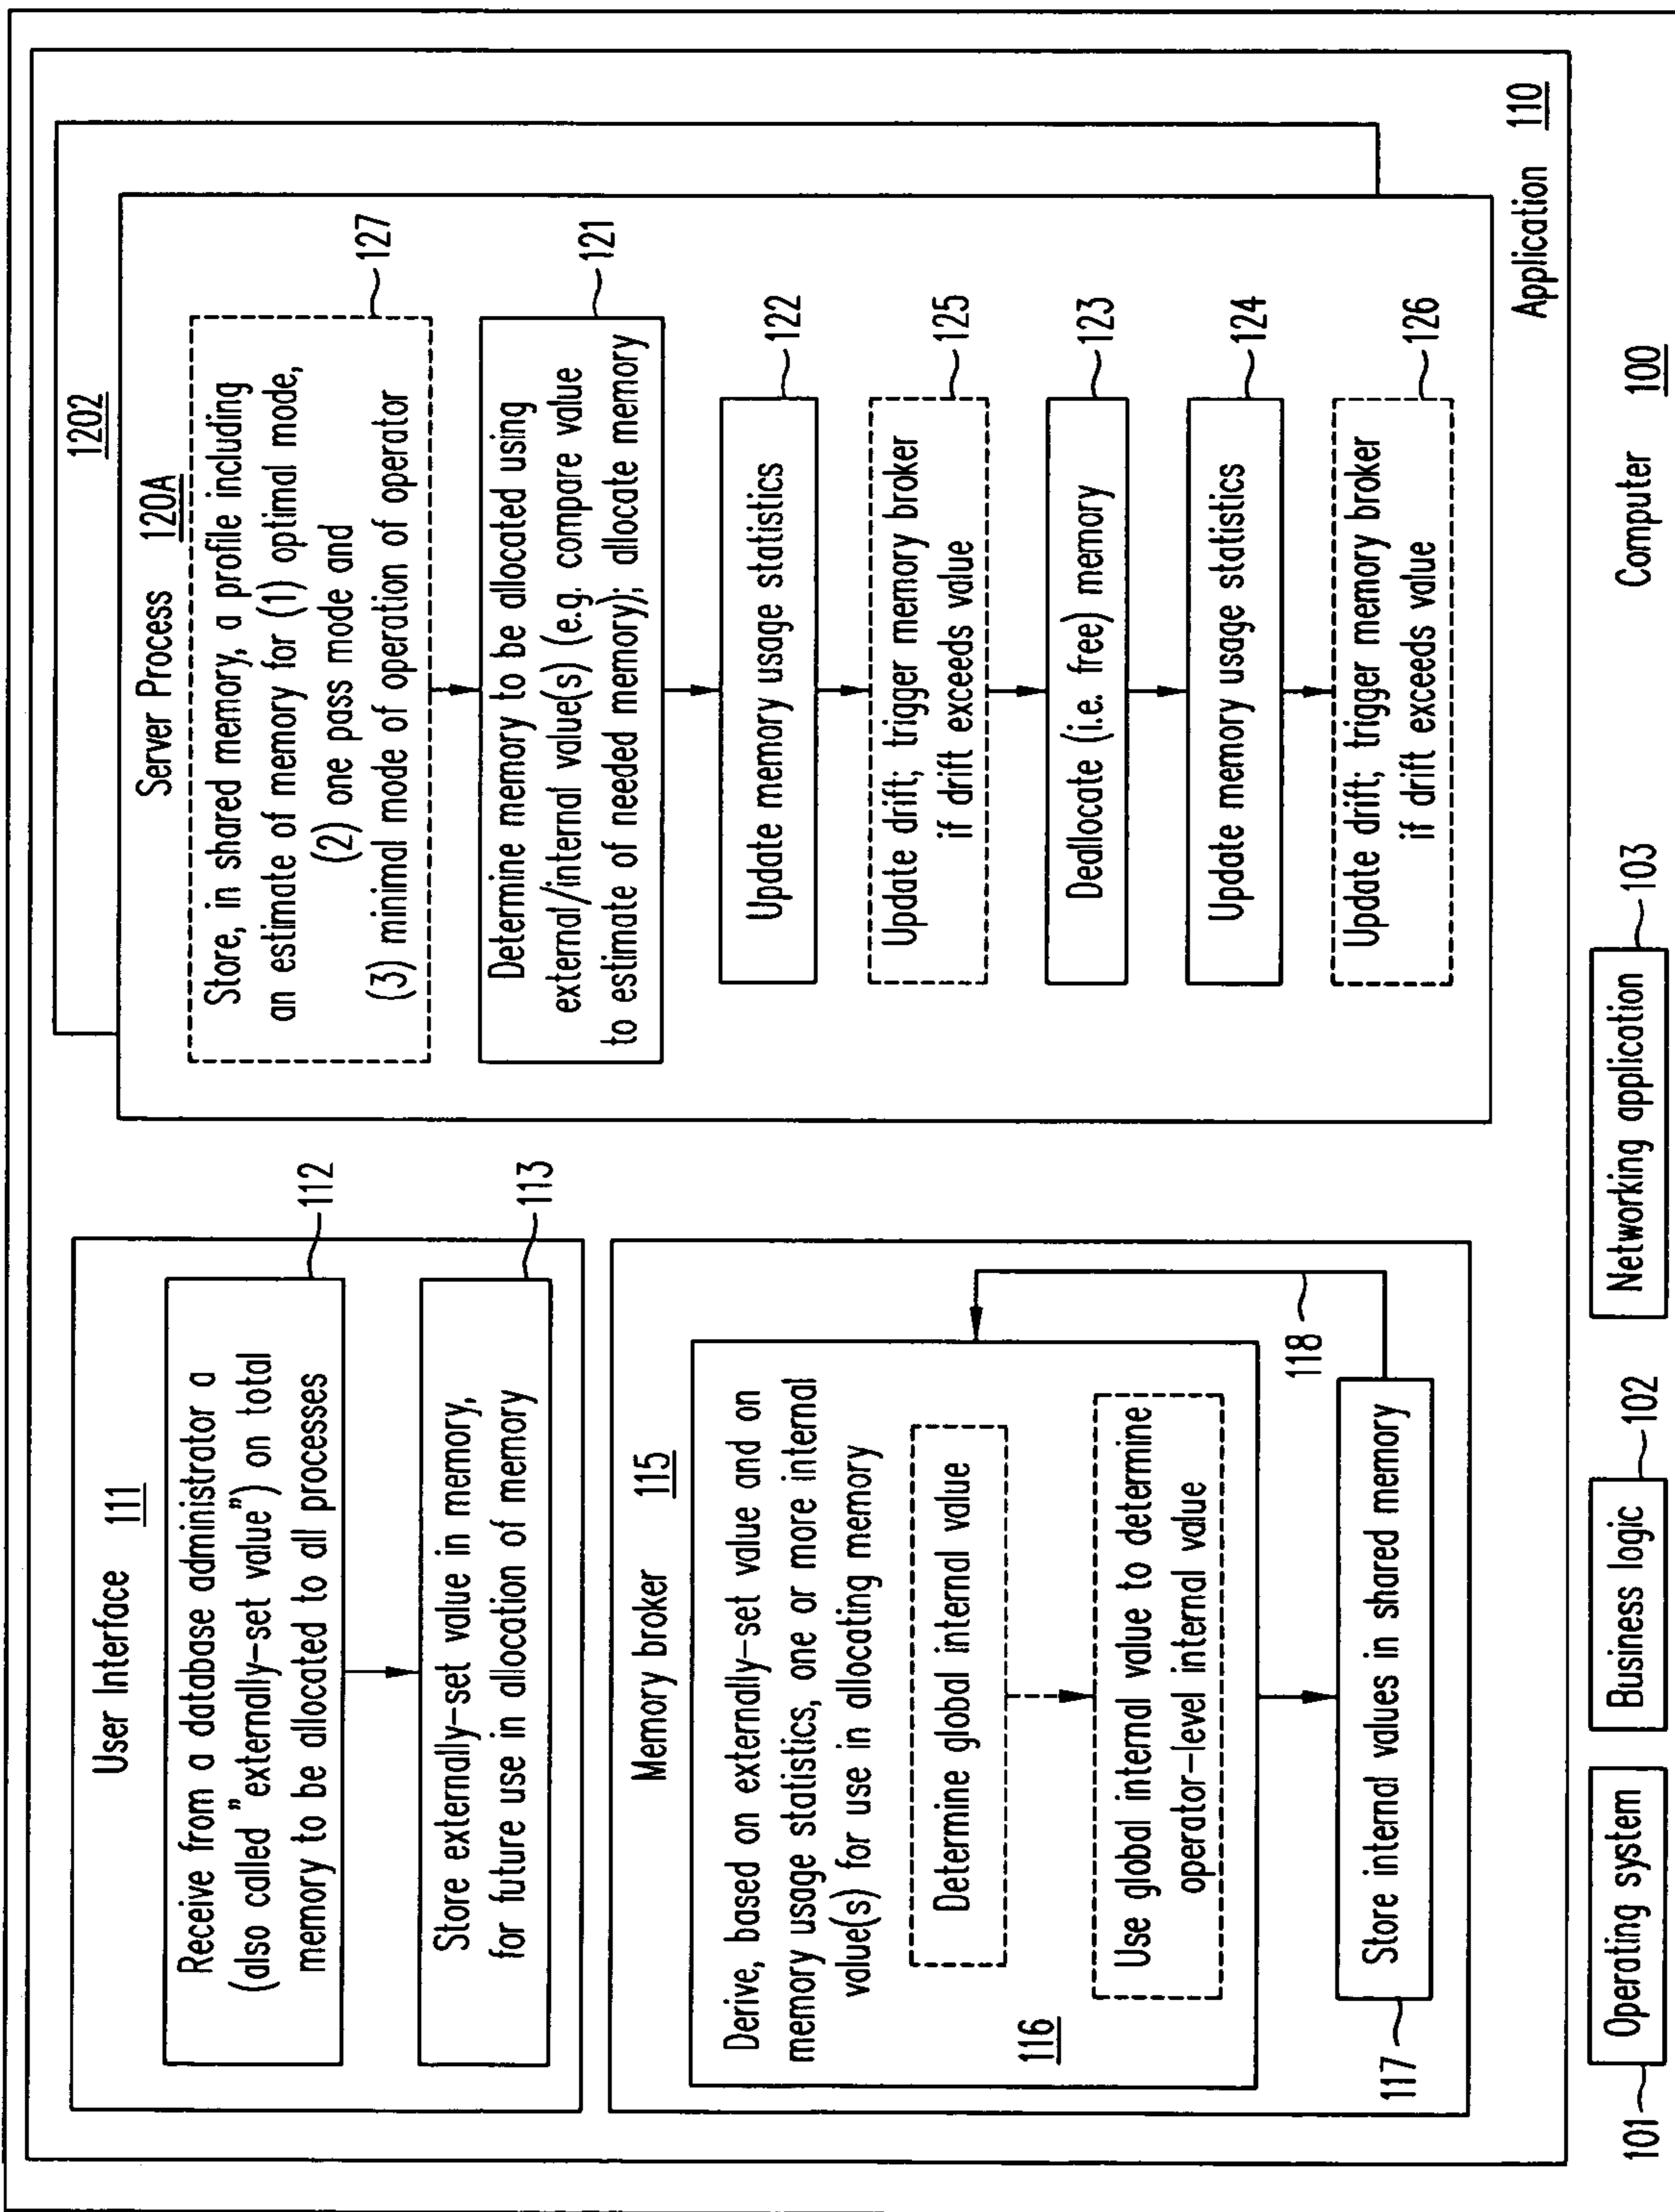 User Interface 111
Receive from a database administrator a
(also called "externally-set value") on total
memory to be allocated to all processes
112
Store externally-set value in memory,
for future use in allocation of memory
113
Memory broker 115
Derive, based on externally-set value and on
memory usage statistics, one or more internal
value(s) for use in allocating memory
Determine global internal value
116
Use global internal value to determine
operator-level internal value
118
Store internal values in shared memory
117
1202
Server Process 120A
Store, in shared memory, a profile including
an estimate of memory for (1) optimal mode,
(2) one pass mode and
(3) minimal mode of operation of operator
127
Determine memory to be allocated using
external/internal value(s) (e.g. compare value
to estimate of needed memory); allocate memory
121
Update memory usage statistics
122
Update drift; trigger memory broker
if drift exceeds value
125
Deallocate (i.e. free) memory
123
Update memory usage statistics
124
Update drift; trigger memory broker
if drift exceeds value
126
Application 110
101
Operating system
Business logic
102
Networking application
103
Computer 100